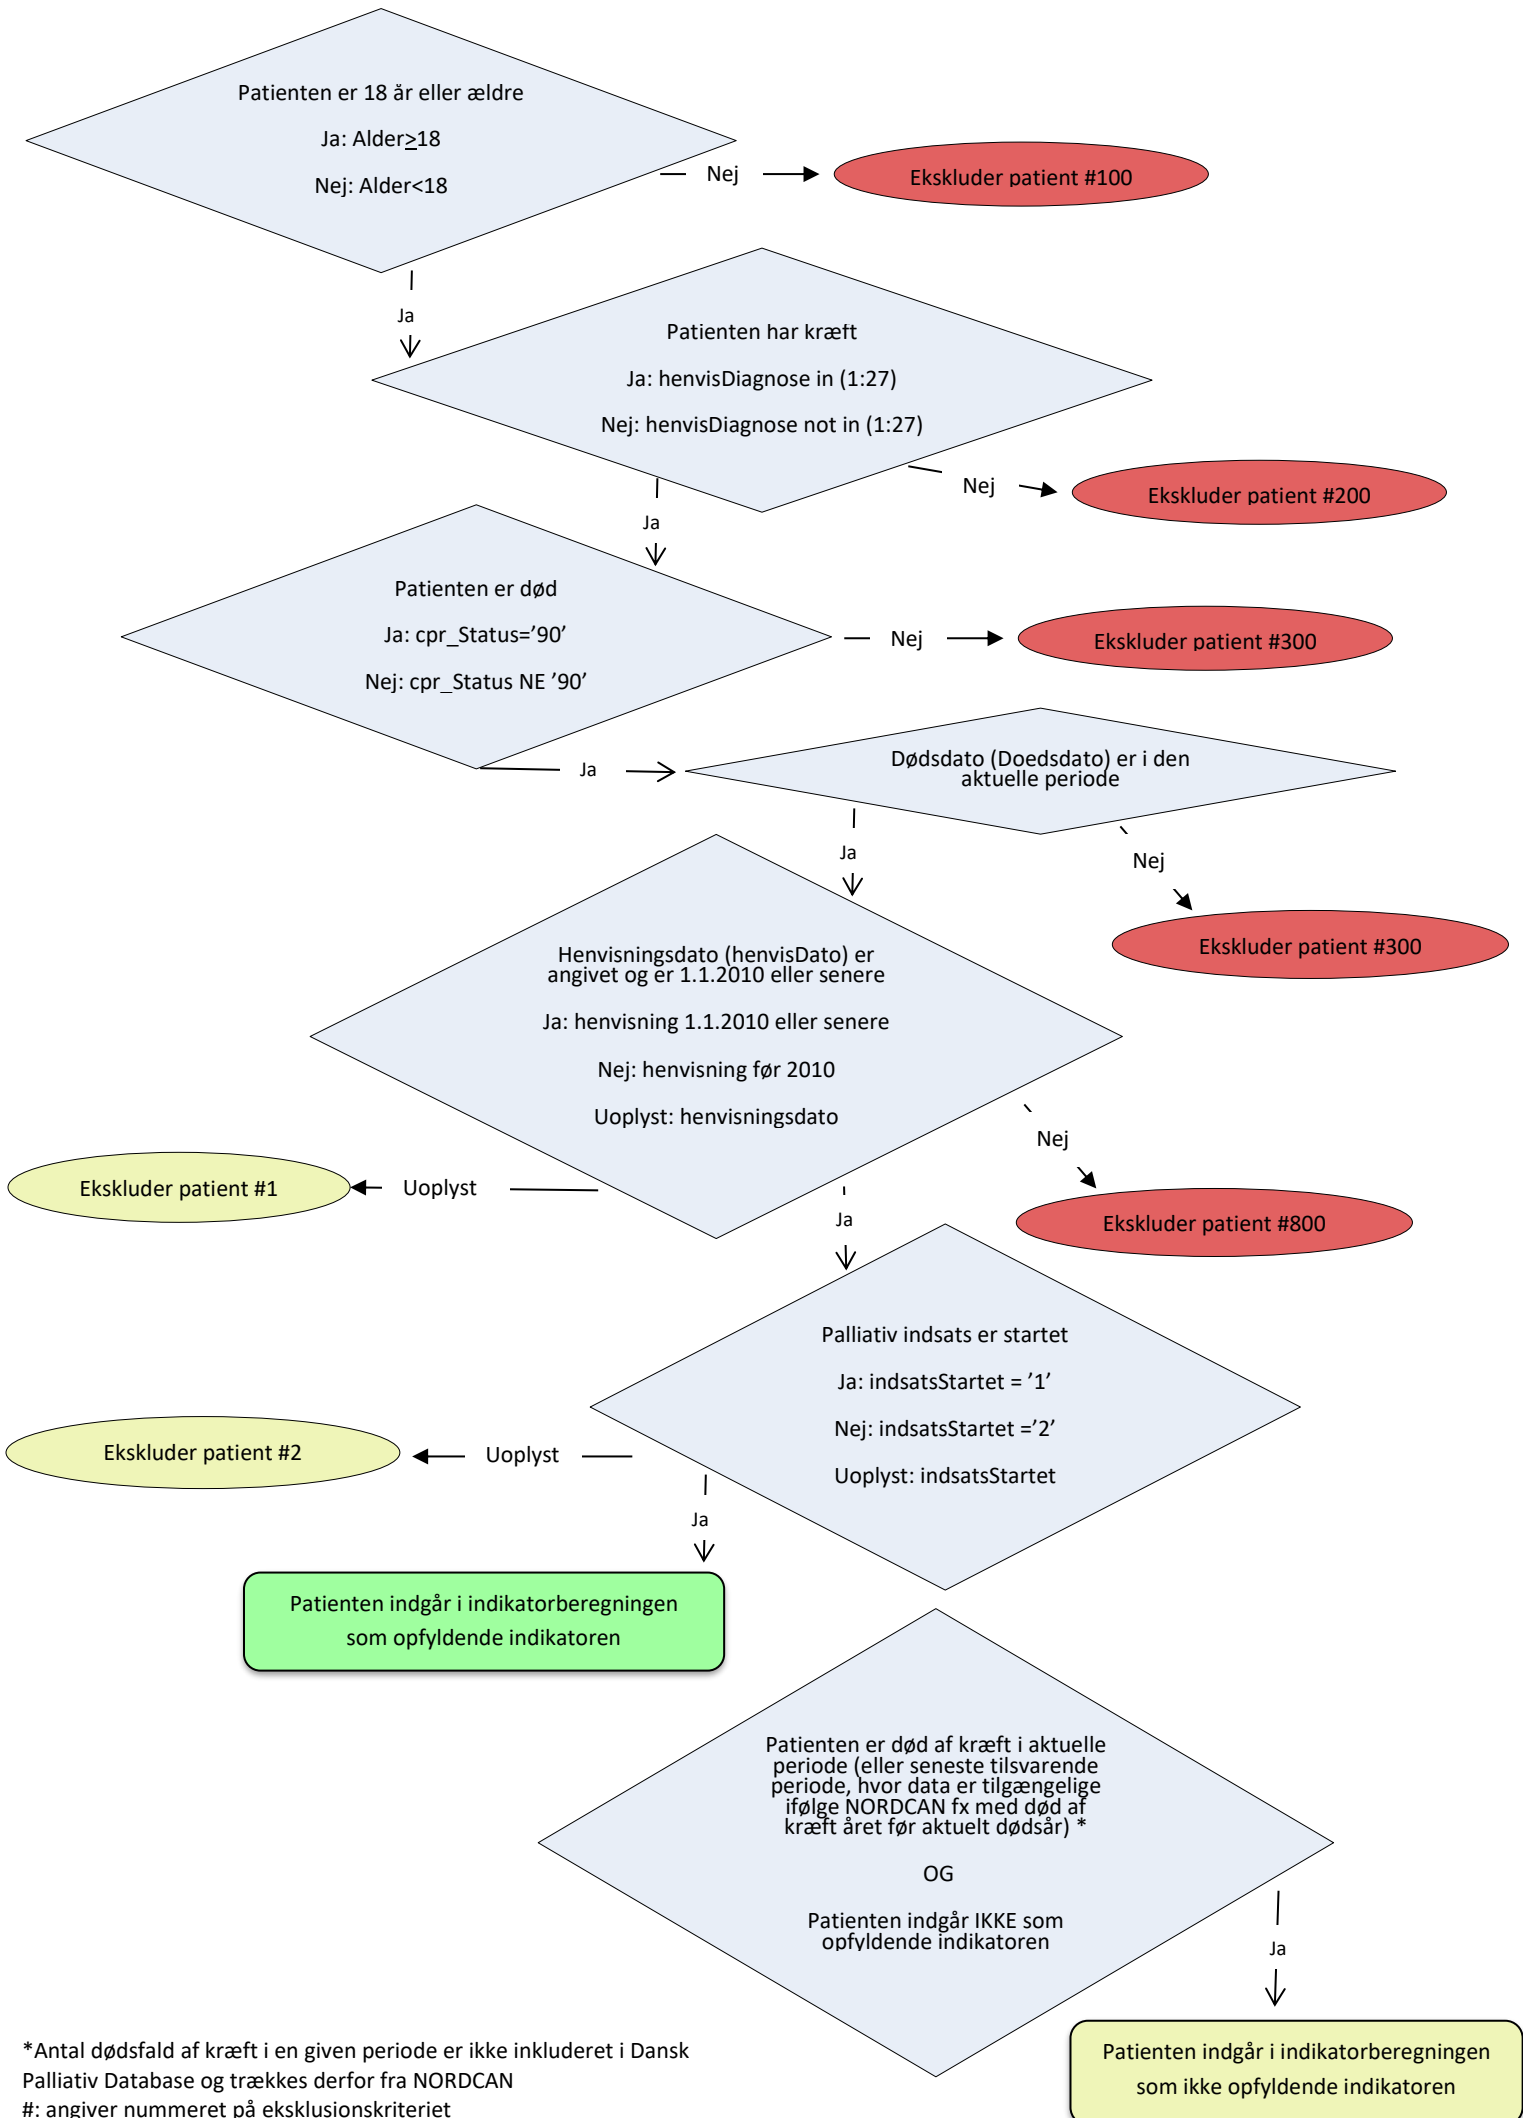 Patienten er 18 år eller ældre
Ja: Alder≥18
Nej: Alder<18
Nej
Ekskluder patient #100
Ja
Patienten har kræft
Ja: henvisDiagnose in (1:27)
Nej: henvisDiagnose not in (1:27)
Nej
Ekskluder patient #200
Ja
Patienten er død
Ja: cpr_Status=’90’
Nej: cpr_Status NE ’90’
Nej
Ekskluder patient #300
Ja
Dødsdato (Doedsdato) er i den
aktuelle periode
Ja
Nej
Ekskluder patient #300
Henvisningsdato (henvisDato) er
angivet og er 1.1.2010 eller senere
Ja: henvisning 1.1.2010 eller senere
Nej: henvisning før 2010
Uoplyst: henvisningsdato
Nej
Ekskluder patient #1
Uoplyst
Ja
Ekskluder patient #800
Palliativ indsats er startet
Ja: indsatsStartet = ’1’
Nej: indsatsStartet =’2’
Uoplyst: indsatsStartet
Ekskluder patient #2
Uoplyst
Ja
Patienten indgår i indikatorberegningen
som opfyldende indikatoren
Patienten er død af kræft i aktuelle
periode (eller seneste tilsvarende
periode, hvor data er tilgængelige
ifølge NORDCAN fx med død af
kræft året før aktuelt dødsår) *
OG
Patienten indgår IKKE som
opfyldende indikatoren
Ja
Patienten indgår i indikatorberegningen
som ikke opfyldende indikatoren
*Antal dødsfald af kræft i en given periode er ikke inkluderet i Dansk
Palliativ Database og trækkes derfor fra NORDCAN
#: angiver nummeret på eksklusionskriteriet